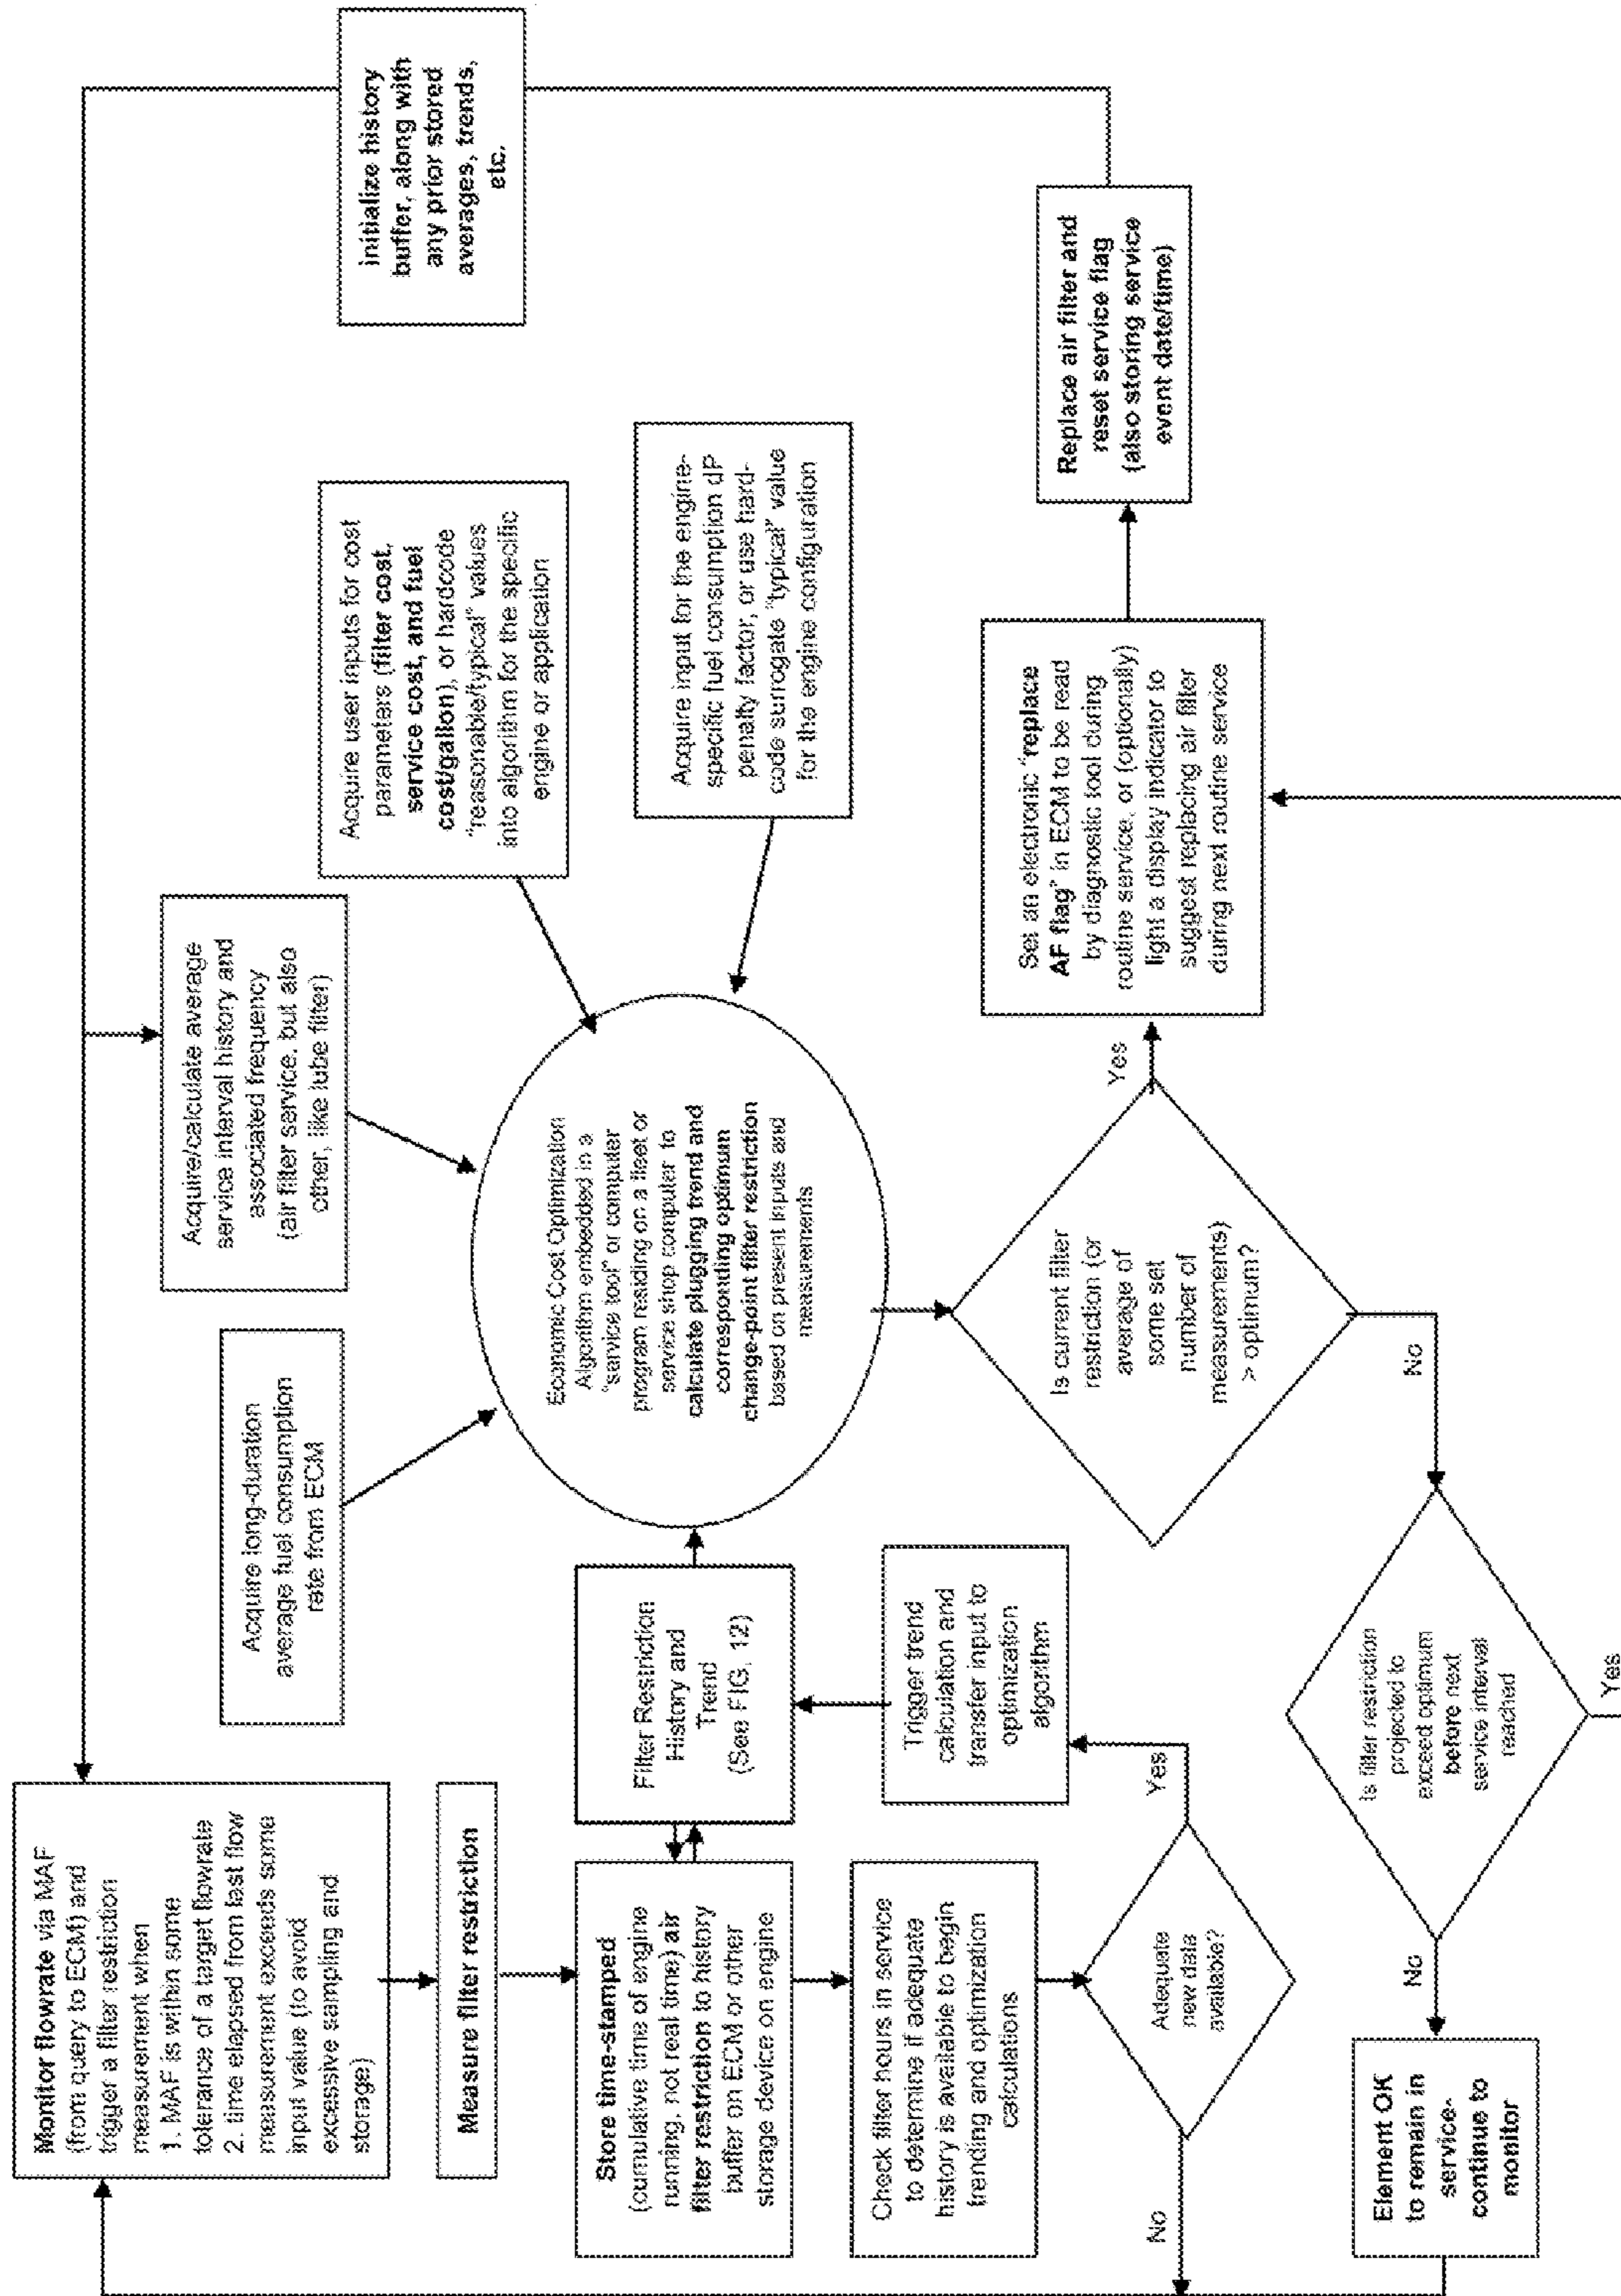 Monitor flowrate via MAF
(from query to ECM) and
trigger a filter restriction
measurement when
1. MAF is within some
tolerance of a target flowrate
2. time elapsed from last flow
measurement exceeds some
input value (to avoid
excessive sampling and
storage)
Measure filter restriction
Store time-stamped
(cumulative time of engine
running, not real time) air
filter restriction to history
buffer on ECM or other
storage device on engine
Check filter hours in service
to determine if adequate
history is available to begin
trending and optimization
calculations
Adequate
new data
available?
No
Yes
Trigger trend
calculation and
transfer input to
optimization
algorithm
Filter Restriction
History and
Trend
(See FIG. 12)
Acquire long-duration
average fuel consumption
rate from ECM
Acquire/calculate average
service interval history and
associated frequency
(air filter service, but also
other, like lube filter)
Acquire user inputs for cost
parameters (filter cost,
service cost, and fuel
cost/gallon), or hardcode
"reasonable/typical" values
into algorithm for the specific
engine or application
Acquire input for the engine-
specific fuel consumption dP
penalty factor, or use hard-
code surrogate "typical" value
for the engine configuration
Economic Cost Optimization
Algorithm embedded in a
"service tool" or computer
program residing on a fleet or
service shop computer to
calculate plugging trend and
corresponding optimum
change-point filter restriction
based on present inputs and
measurements
Is current filter
restriction (or
average of
some set
number of
measurements)
> optimum?
Yes
No
Is filter restriction
projected to
exceed optimum
before next
service interval
reached
No
Yes
Element OK
to remain in
service-
continue to
monitor
Set an electronic "replace
AF flag" in ECM to be read
by diagnostic tool during
routine service, or (optionally)
light a display indicator to
suggest replacing air filter
during next routine service
Replace air filter and
reset service flag
(also storing service
event date/time)
Initialize history
buffer, along with
any prior stored
averages, trends,
etc.